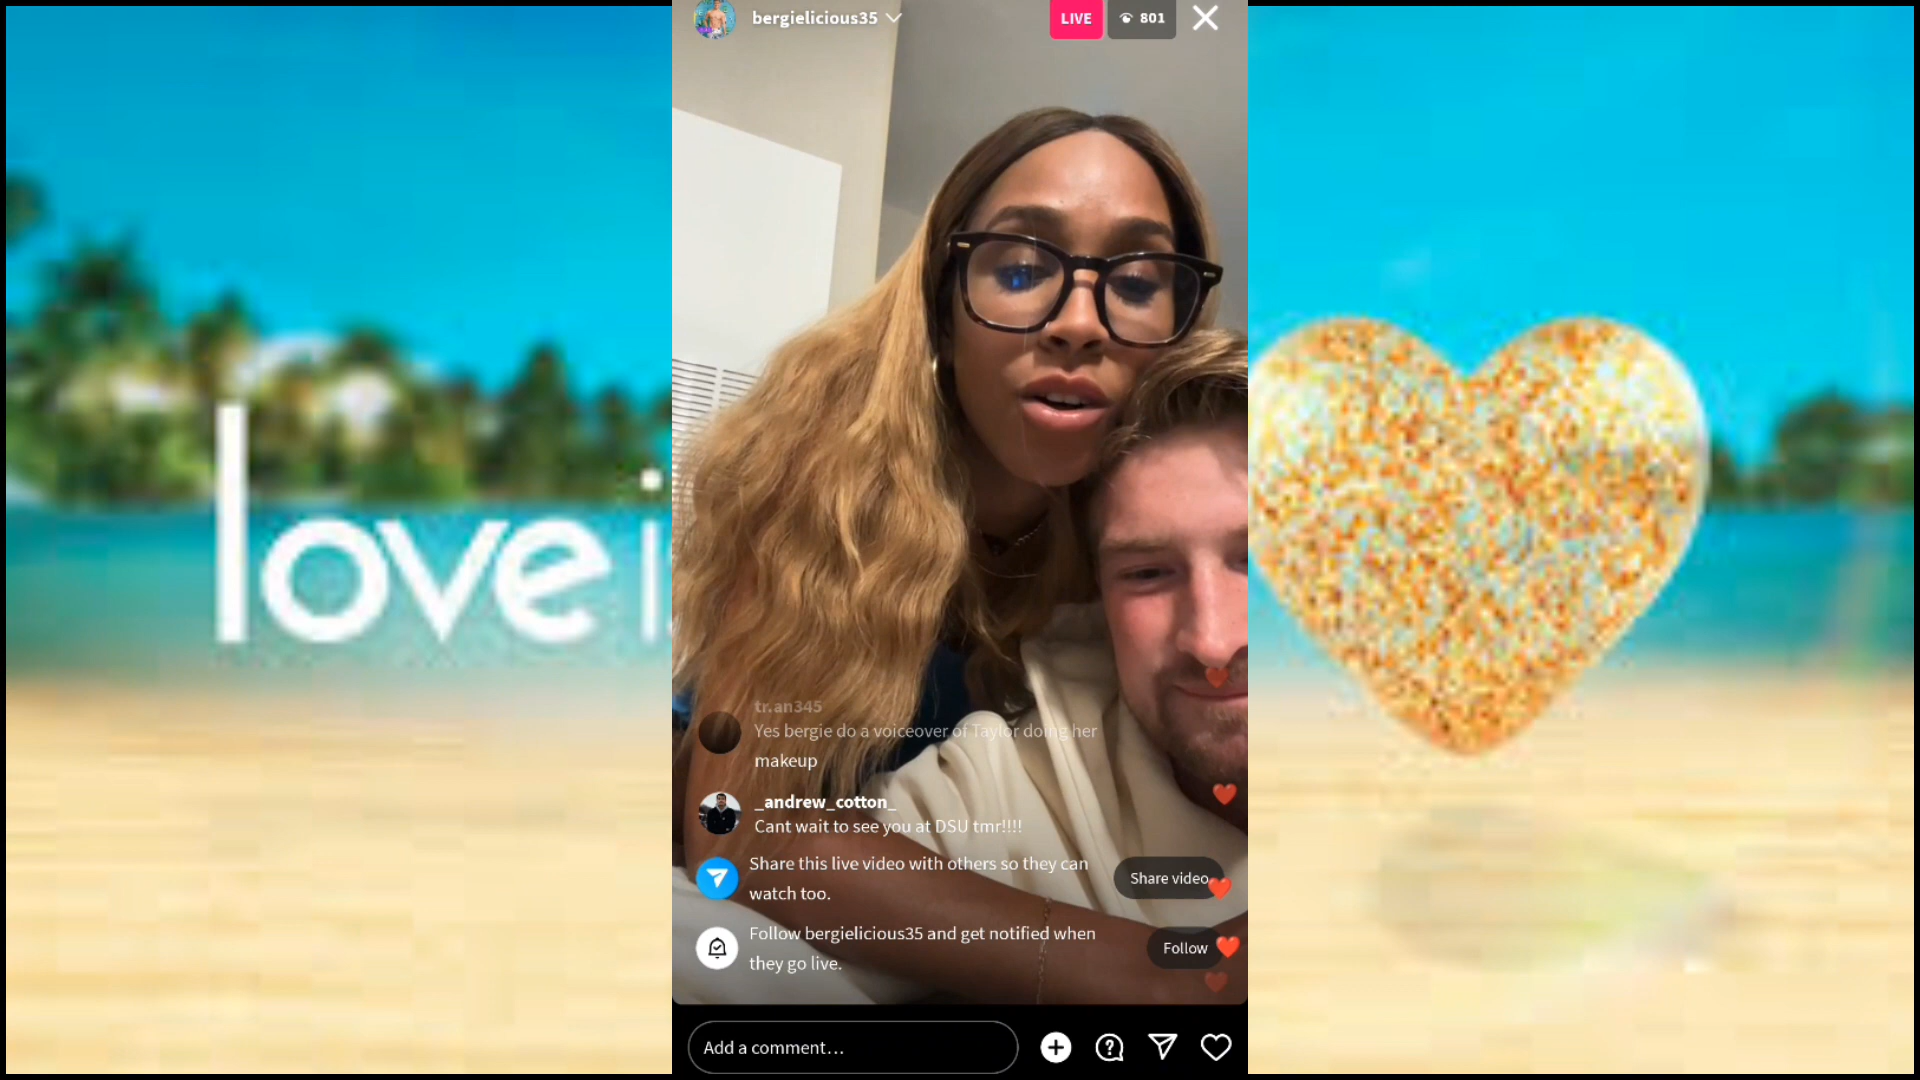 bergielicious35
LIVE
801
love is
tr.an345
Yes bergie do a voiceover of Taylor doing her
makeup
_andrew_cotton_
Cant wait to see you at DSU tmr!!!!
Share this live video with others so they can
watch too.
Share video
Follow bergielicious35 and get notified when
they go live.
Follow
Add a comment...